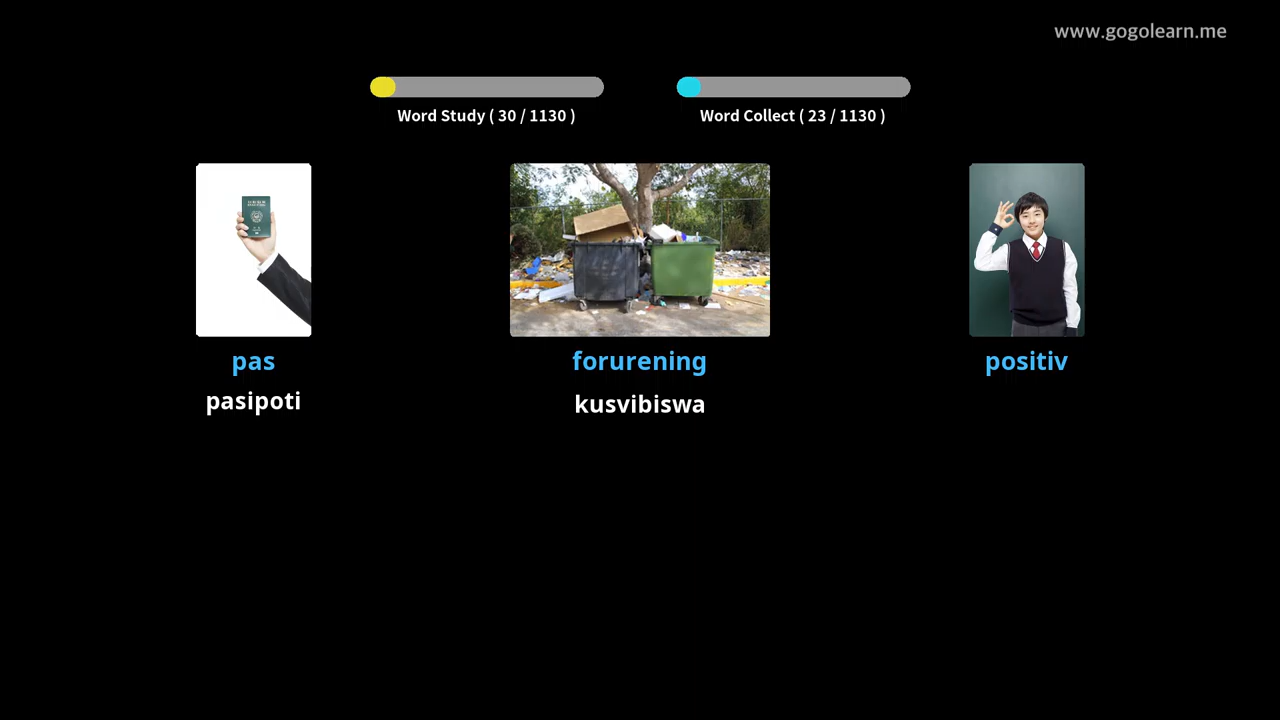 www.gogolearn.me
Word Study ( 30 / 1130 )
Word Collect ( 23 / 1130 )
pas
forurening
positiv
pasipoti
kusvibiswa